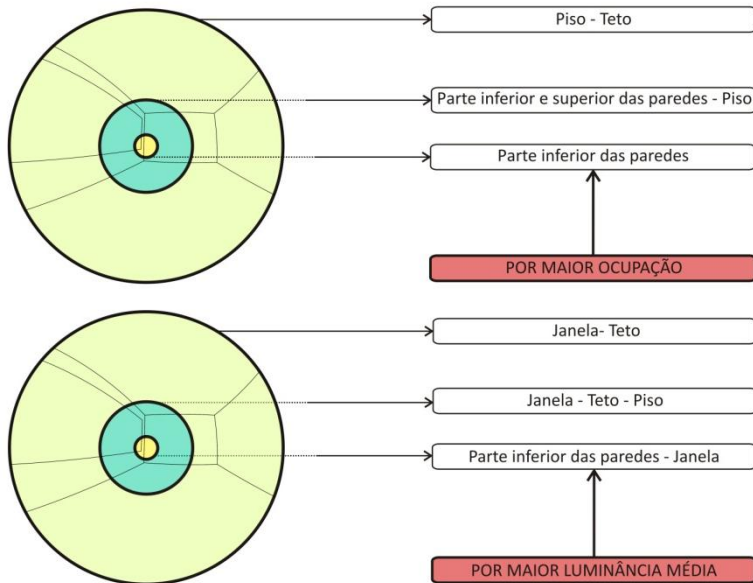 Piso - Teto
Parte inferior e superior das paredes - Piso
Parte inferior das paredes
POR MAIOR OCUPAÇÃO
Janela- Teto
Janela - Teto - Piso
Parte inferior das paredes - Janela
POR MAIOR LUMINÂNCIA MÉDIA